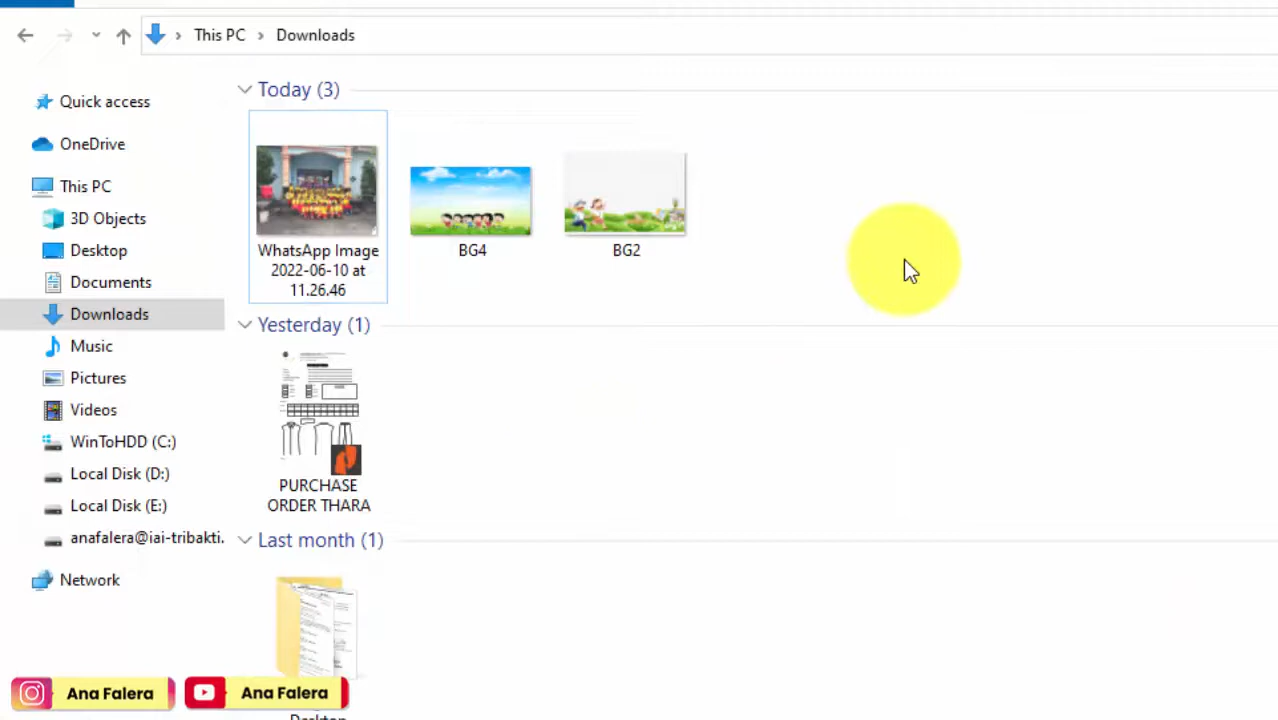 This PC > Downloads
Quick access
OneDrive
This PC
3D Objects
Desktop
Documents
Downloads
Music
Pictures
Videos
WinToHDD (C:)
Local Disk (D:)
Local Disk (E:)
anafalera@iai-tribakti.
Network
Today (3)
WhatsApp Image
2022-06-10 at
11.26.46
BG4
BG2
Yesterday (1)
PURCHASE
ORDER THARA
Last month (1)
Desktop
Ana Falera
Ana Falera